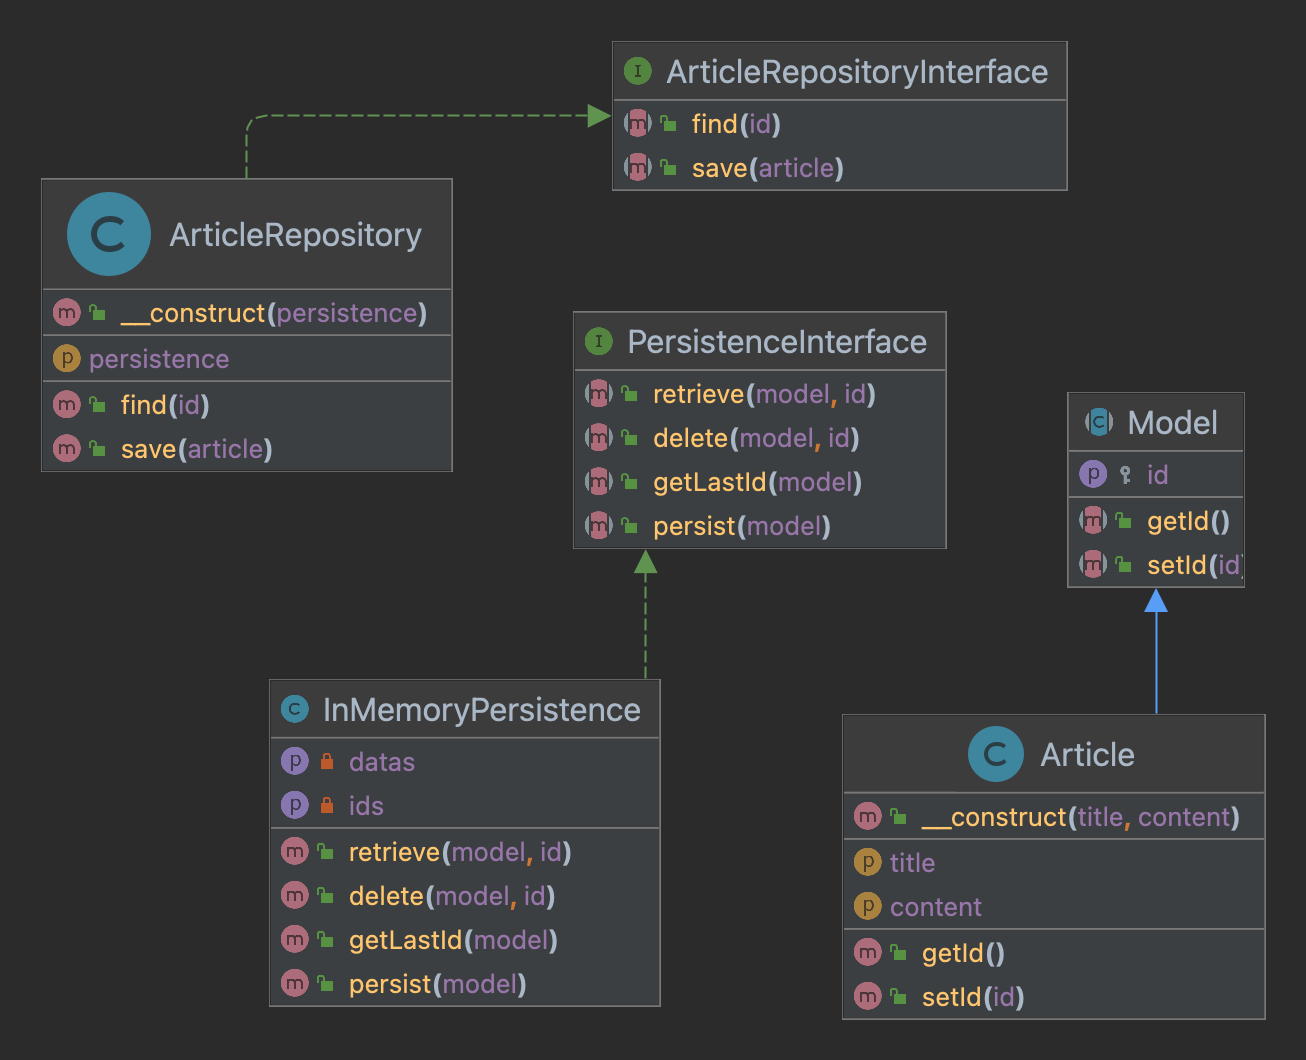 ArticleRepositoryInterface
find(id)
save(article)
ArticleRepository
__construct(persistence)
persistence
find(id)
save(article)
PersistenceInterface
retrieve(model, id)
delete(model, id)
getLastId(model)
persist(model)
Model
id
getId()
setId(id)
InMemoryPersistence
datas
ids
retrieve(model, id)
delete(model, id)
getLastId(model)
persist(model)
Article
__construct(title, content)
title
content
getId()
setId(id)